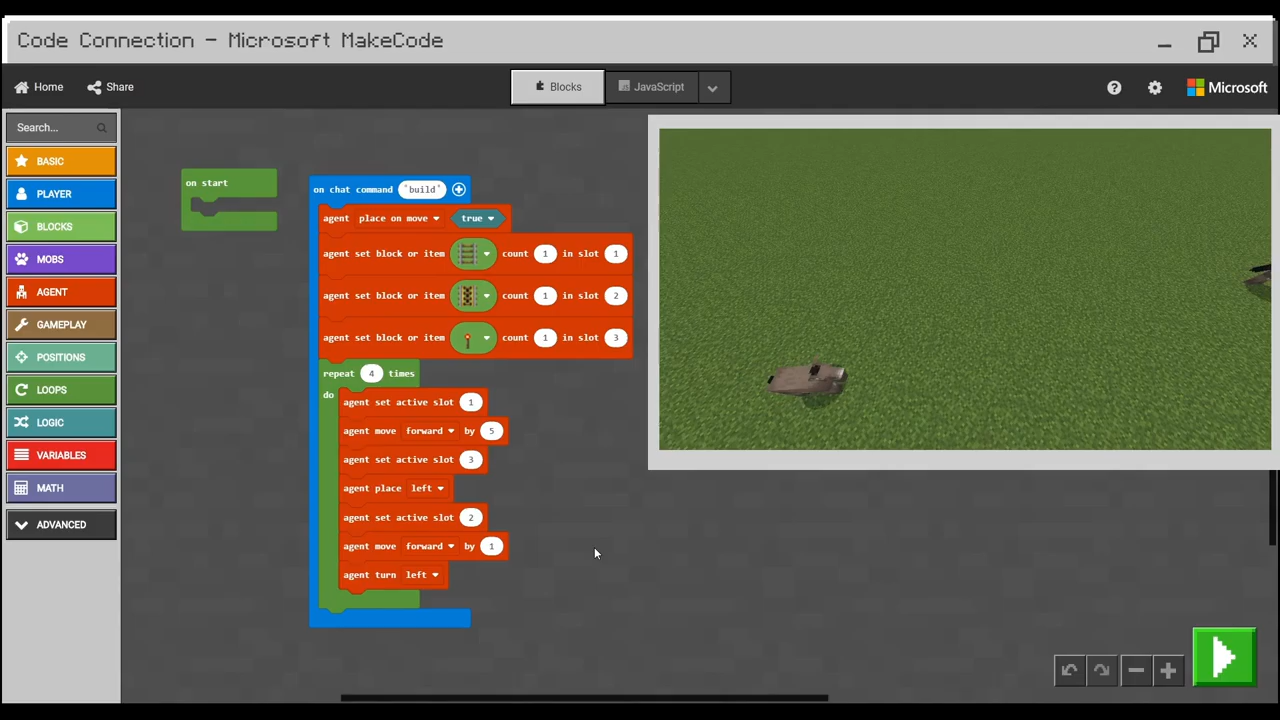 Code Connection - Microsoft MakeCode
Home Share Blocks JavaScript Microsoft
Search...
BASIC
PLAYER
BLOCKS
MOBS
AGENT
GAMEPLAY
POSITIONS
LOOPS
LOGIC
VARIABLES
MATH
ADVANCED
on start
on chat command "build"
agent place on move true
agent set block or item count 1 in slot 1
agent set block or item count 1 in slot 2
agent set block or item count 1 in slot 3
repeat 4 times
do
agent set active slot 1
agent move forward by 5
agent set active slot 3
agent place left
agent set active slot 2
agent move forward by 1
agent turn left